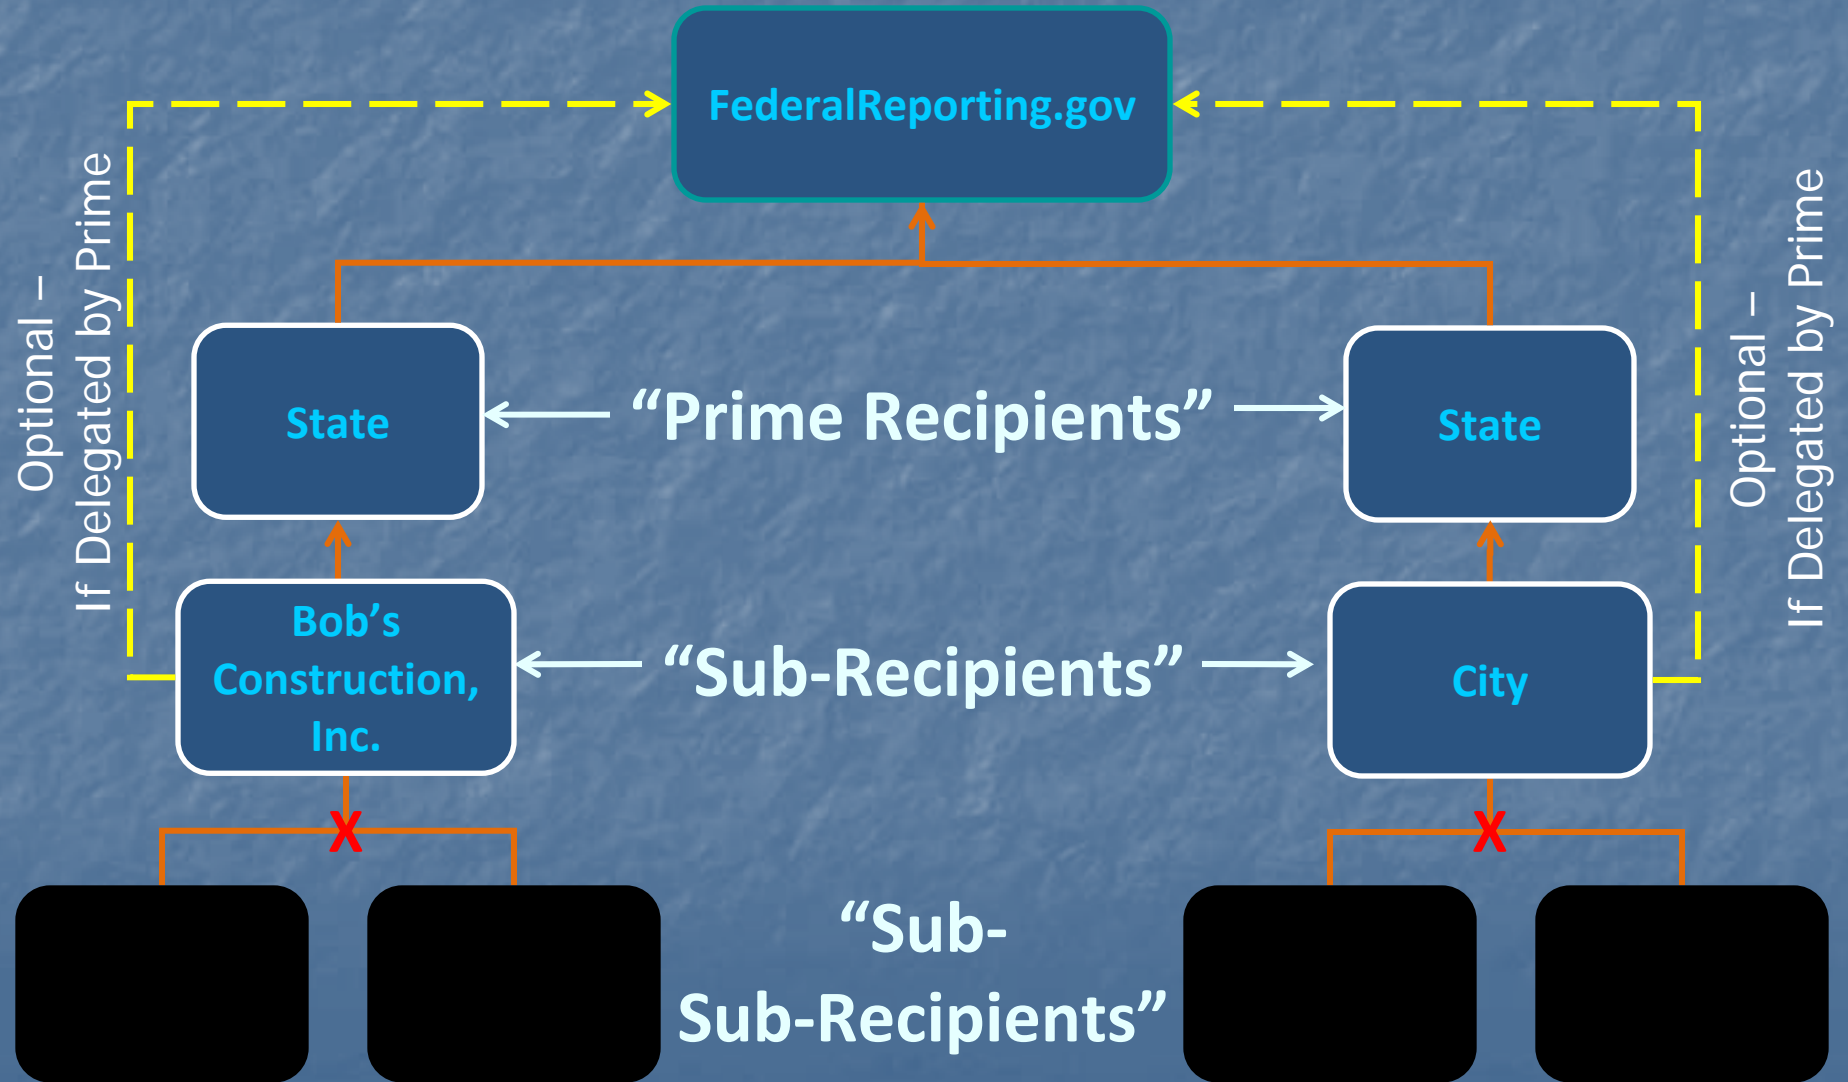 FederalReporting.gov
Optional –
If Delegated by Prime
Optional –
If Delegated by Prime
State
“Prime Recipients”
State
Bob’s
Construction,
Inc.
“Sub-Recipients”
City
X
X
“Sub-
Sub-Recipients”